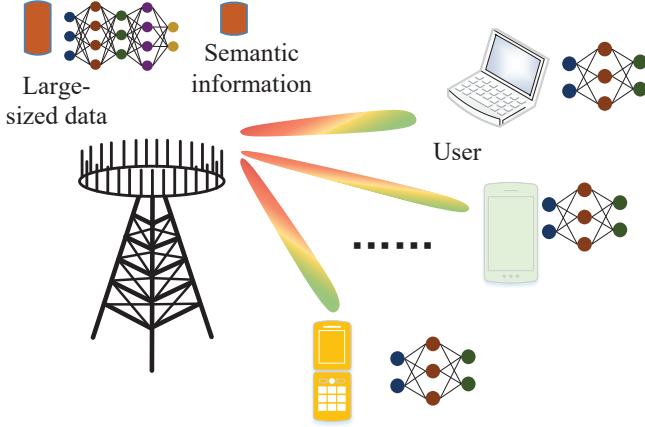 Large-
sized data
Semantic
information
User